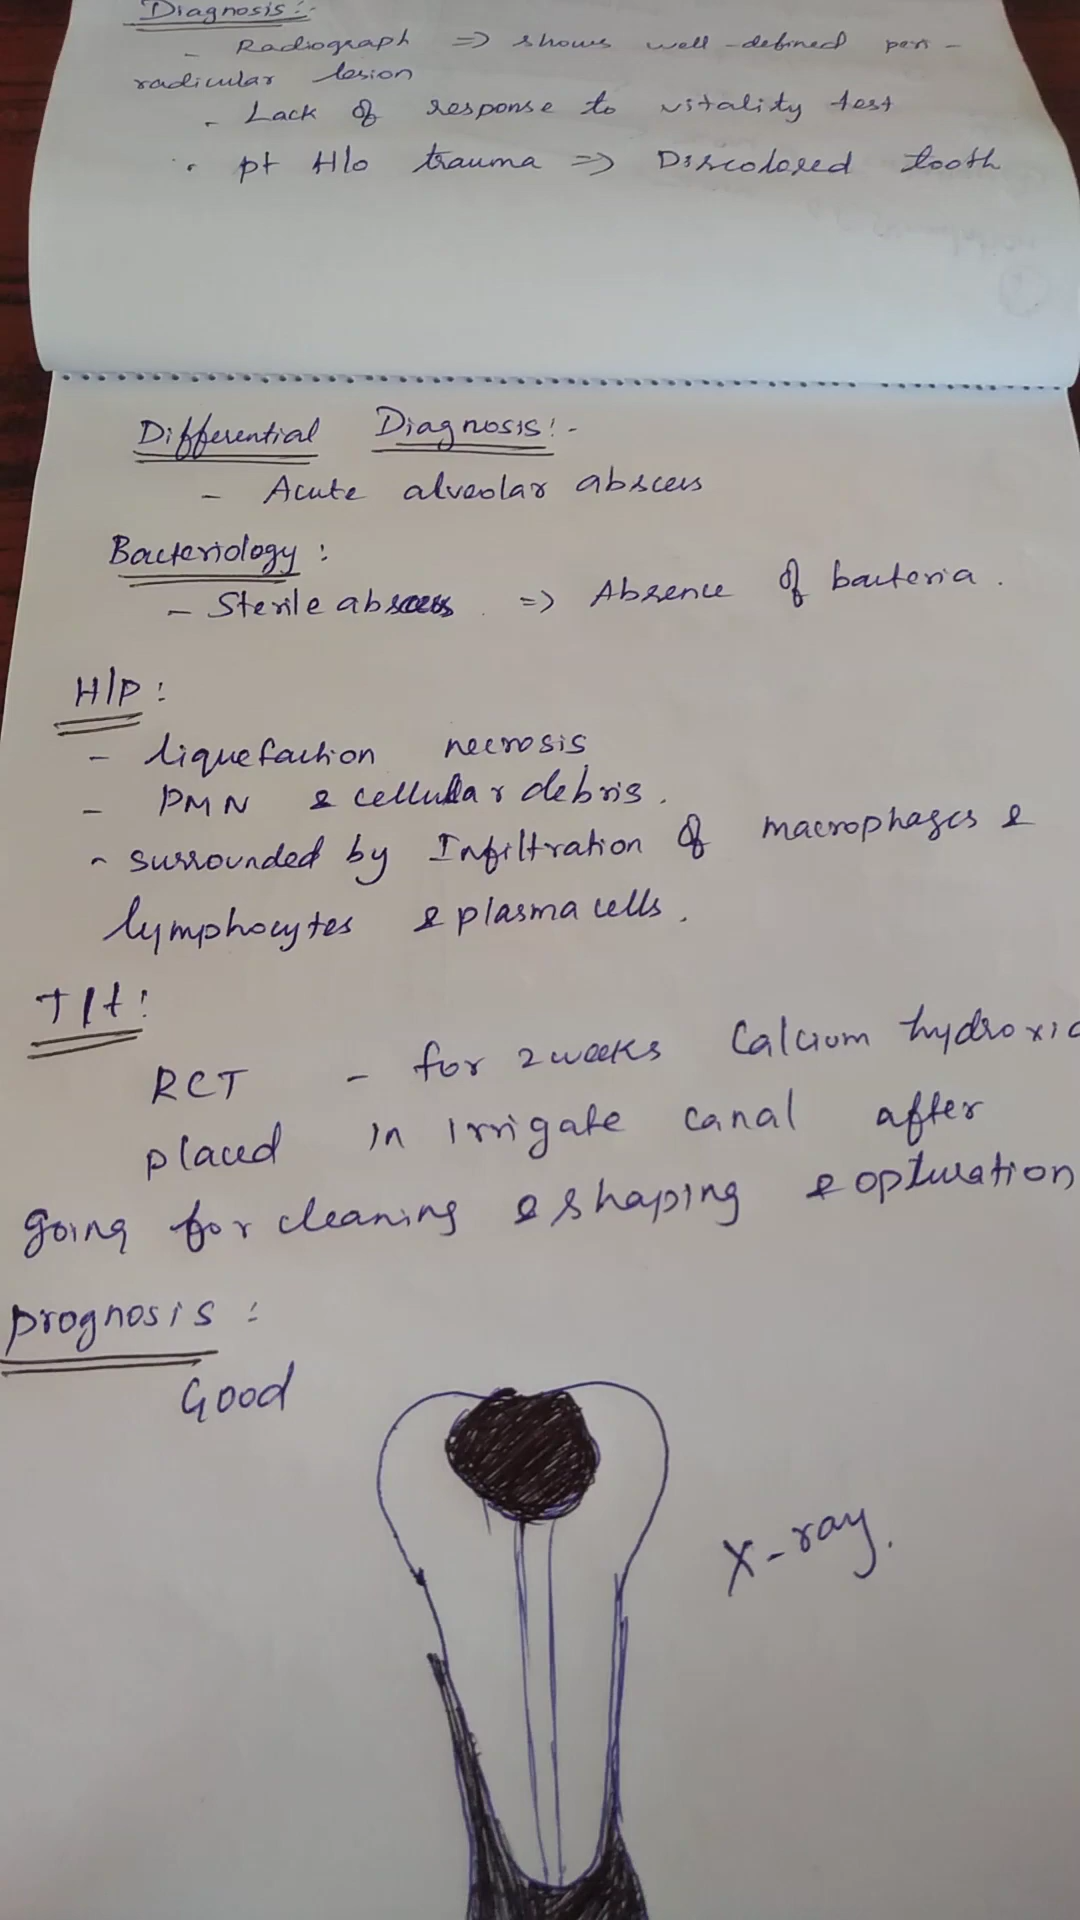 Diagnosis:-
- Radiograph => shows well-defined peri-
radicular lesion
- Lack of response to vitality test
- pt H/o trauma => Discolored tooth
Differential Diagnosis:-
- Acute alveolar abscess
Bacteriology:
- Sterile abscess => Absence of bacteria.
H/P:
- liquefaction necrosis
- PMN & cellular debris.
- surrounded by Infiltration of macrophages &
lymphocytes & plasma cells.
T/t:
RCT - for 2 weeks Calcium hydroxid
placed in irrigate canal after
going for cleaning & shaping & opturation
prognosis:
Good
X-ray.